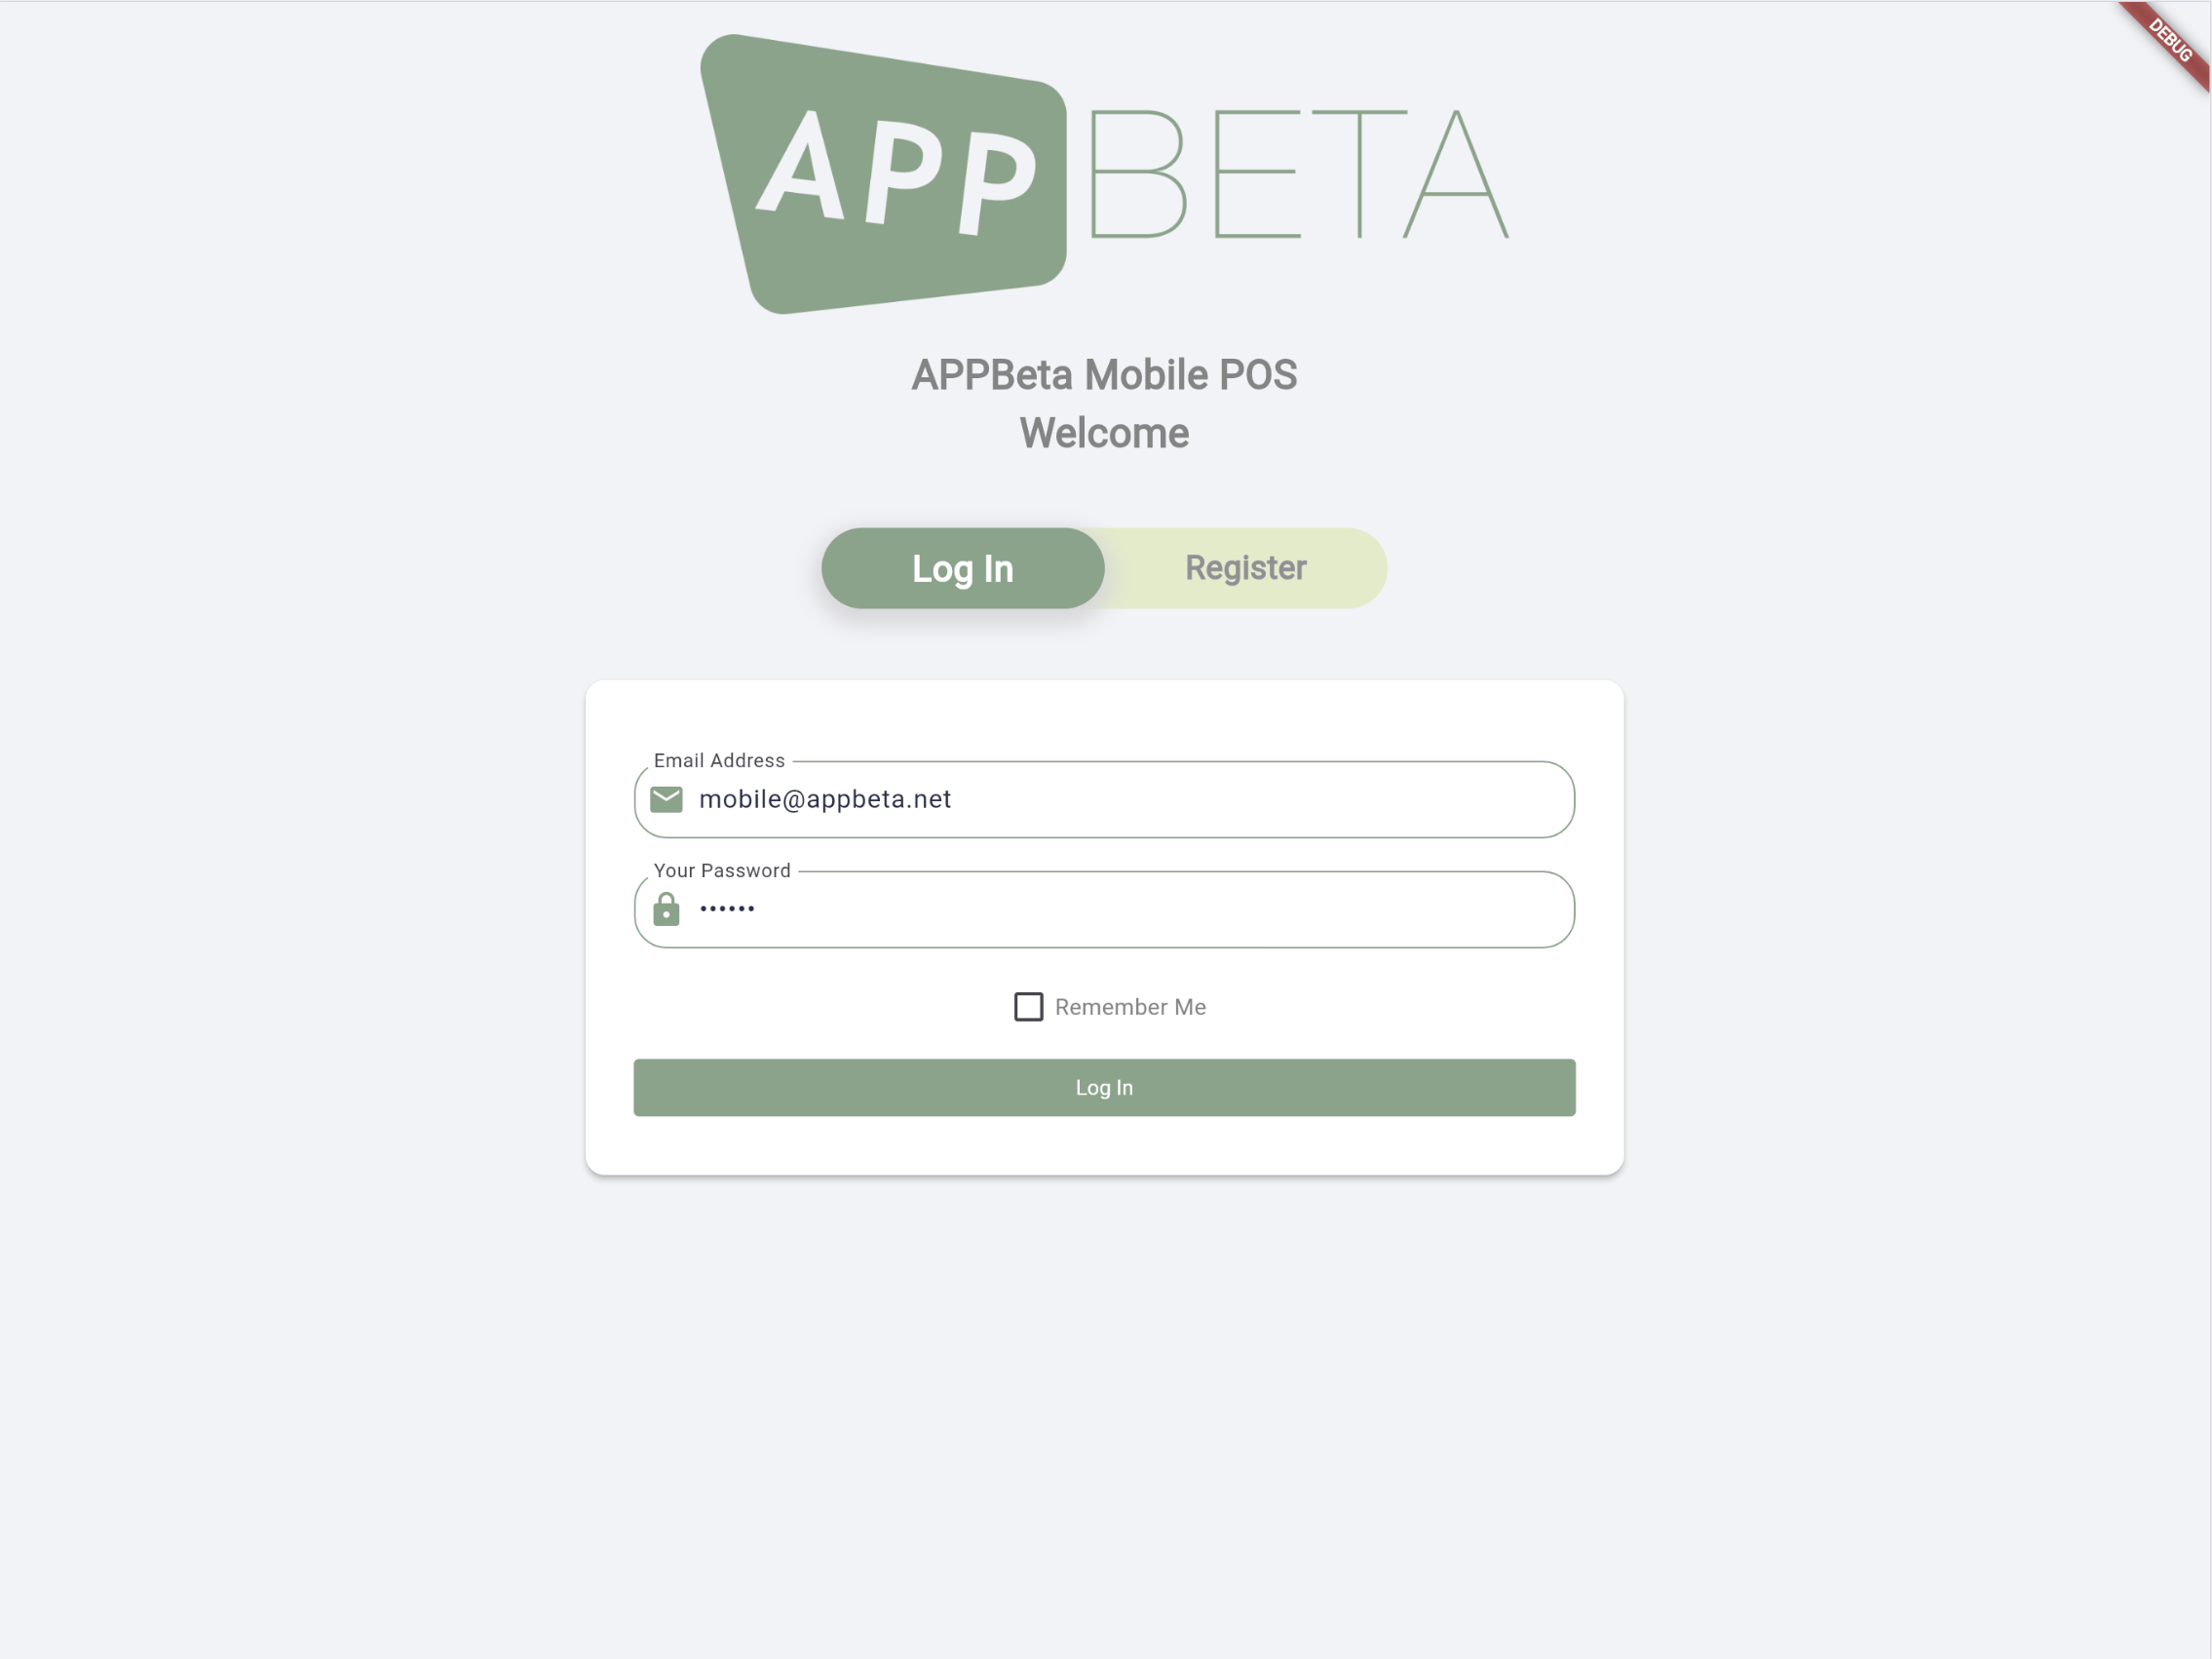 DEBUG
APP BETA
APPBeta Mobile POS
Welcome
Log In Register
Email Address
mobile@appbeta.net
Your Password
••••••
Remember Me
Log In